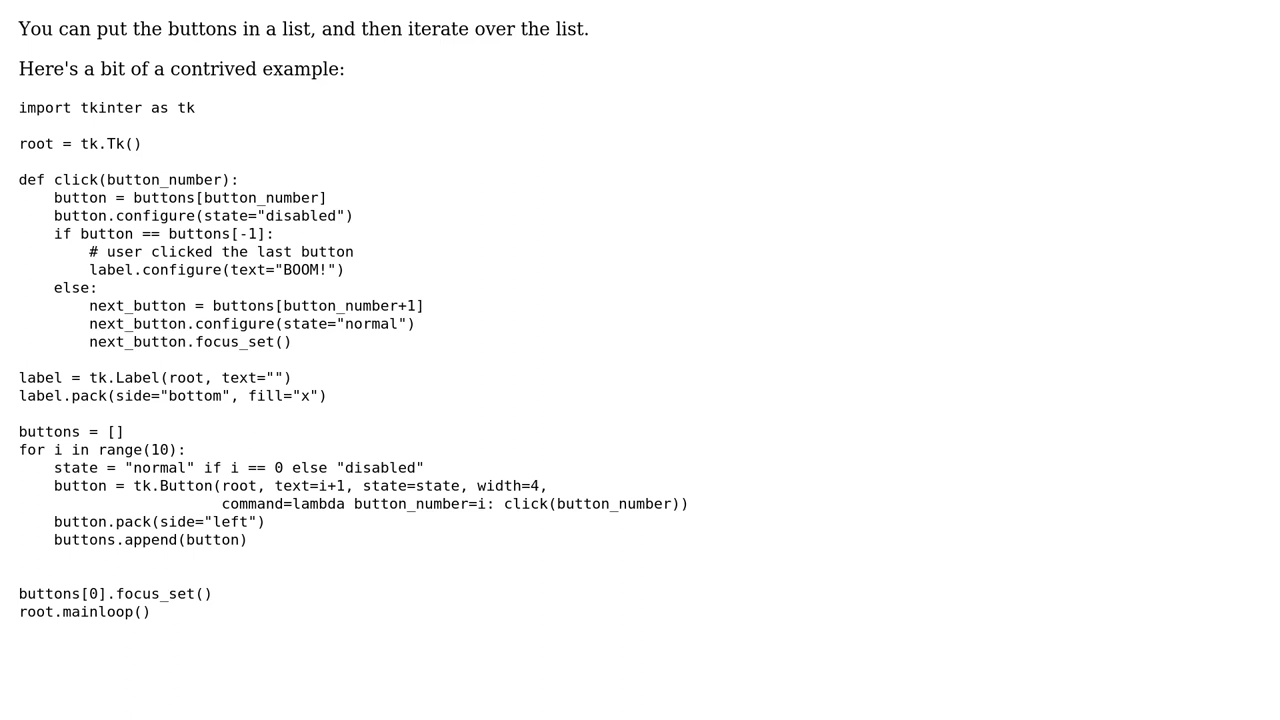 You can put the buttons in a list, and then iterate over the list.
Here's a bit of a contrived example:
import tkinter as tk
root = tk.Tk()
def click(button_number):
    button = buttons[button_number]
    button.configure(state="disabled")
    if button == buttons[-1]:
        # user clicked the last button
        label.configure(text="BOOM!")
    else:
        next_button = buttons[button_number+1]
        next_button.configure(state="normal")
        next_button.focus_set()
label = tk.Label(root, text="")
label.pack(side="bottom", fill="x")
buttons = []
for i in range(10):
    state = "normal" if i == 0 else "disabled"
    button = tk.Button(root, text=i+1, state=state, width=4,
                       command=lambda button_number=i: click(button_number))
    button.pack(side="left")
    buttons.append(button)
buttons[0].focus_set()
root.mainloop()